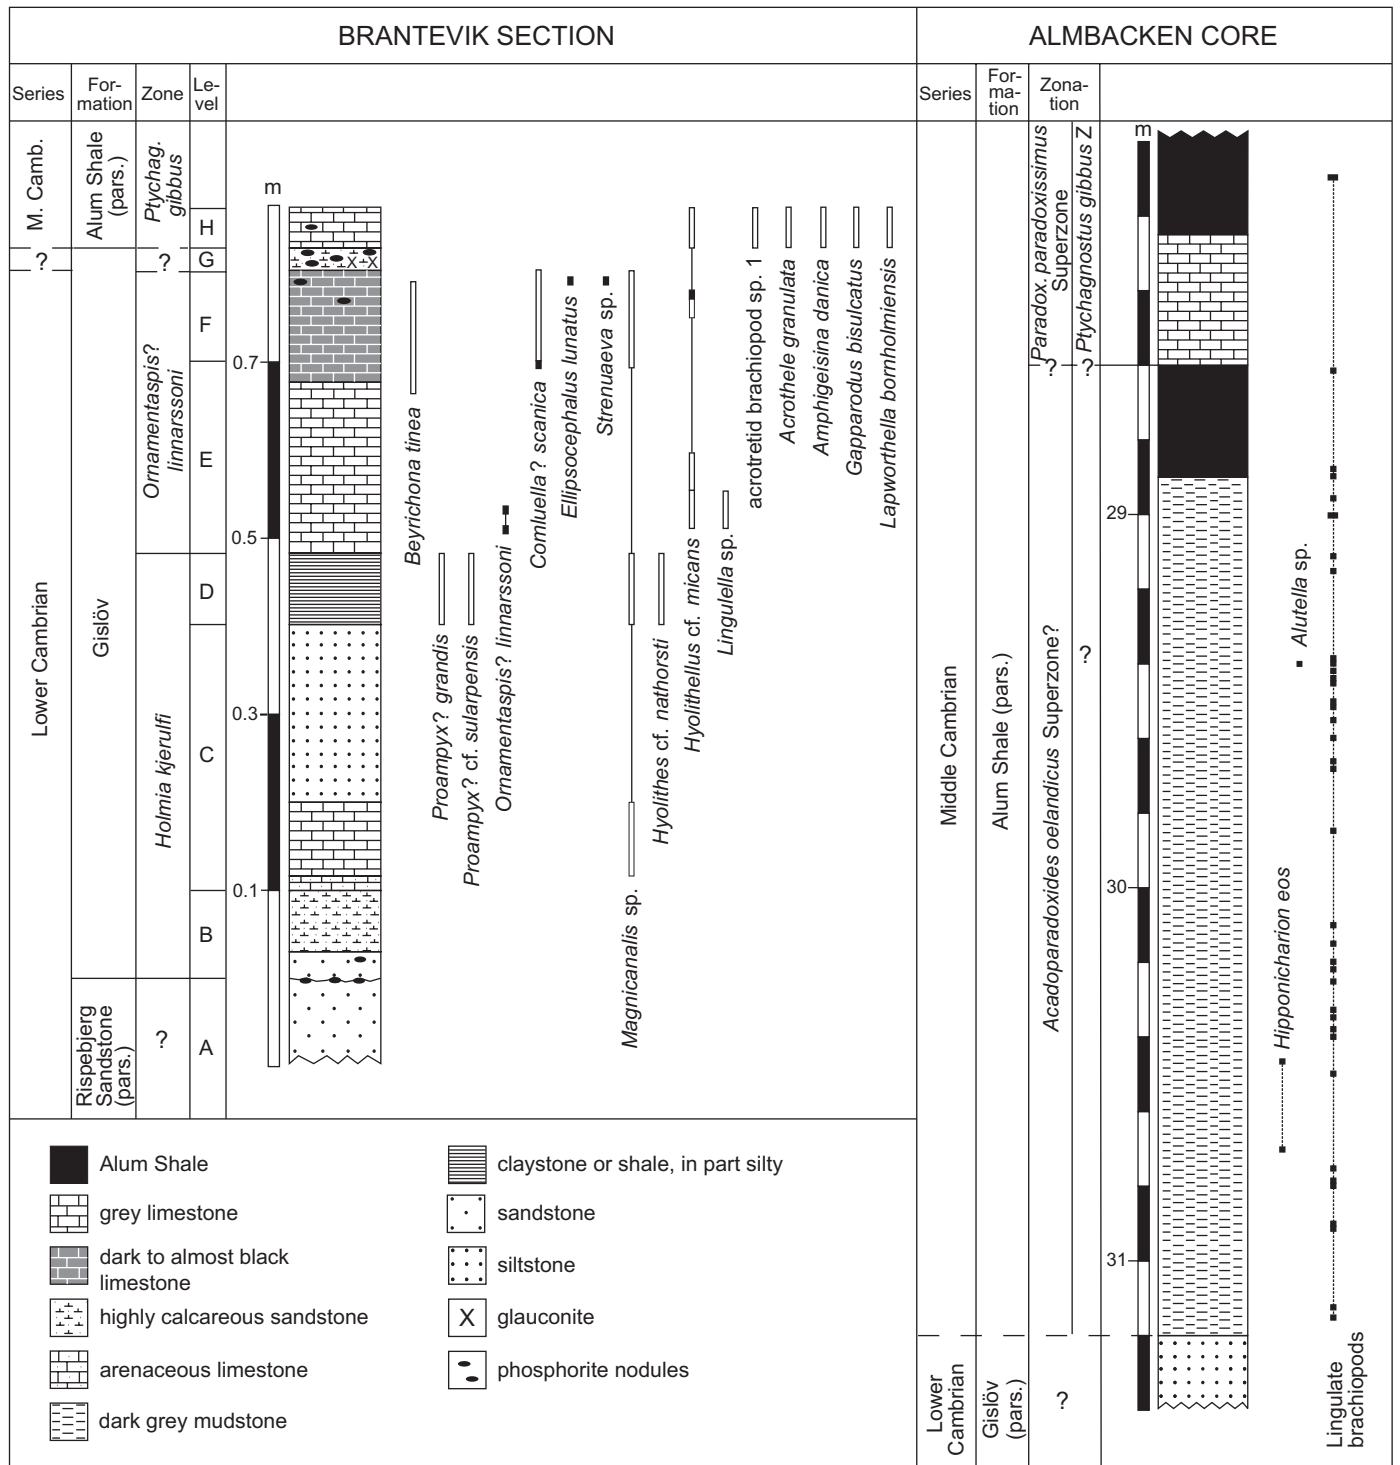 BRANTEVIK SECTION
Series
For-
mation
Zone
Le-
vel
M. Camb.
?
Lower Cambrian
Alum Shale
(pars.)
Gislöv
Rispebjerg
Sandstone
(pars.)
Ptychag.
gibbus
?
Ornamentaspis?
linnarssoni
Holmia kjerulfi
?
H
G
F
E
D
C
B
A
m
0.7
0.5
0.3
0.1
X X
Beyrichona tinea
Proampyx? grandis
Proampyx? cf. sularpensis
Ornamentaspis? linnarssoni
Comluella? scanica
Ellipsocephalus lunatus
Strenuaeva sp.
Magnicanalis sp.
Hyolithes cf. nathorsti
Hyolithellus cf. micans
Lingulella sp.
acrotretid brachiopod sp. 1
Acrothele granulata
Amphigeisina danica
Gapparodus bisulcatus
Lapworthella bornholmiensis
Alum Shale
grey limestone
dark to almost black
limestone
highly calcareous sandstone
arenaceous limestone
dark grey mudstone
claystone or shale, in part silty
sandstone
siltstone
X glauconite
phosphorite nodules
ALMBACKEN CORE
Series
For-
ma-
tion
Zona-
tion
Middle Cambrian
Lower
Cambrian
Alum Shale (pars.)
Gislöv
(pars.)
Paradox. paradoxissimus
Superzone
Ptychagnostus gibbus Z
? ?
Acadoparadoxides oelandicus Superzone?
?
?
m
29
30
31
Hipponicharion eos
Alutella sp.
Lingulate
brachiopods